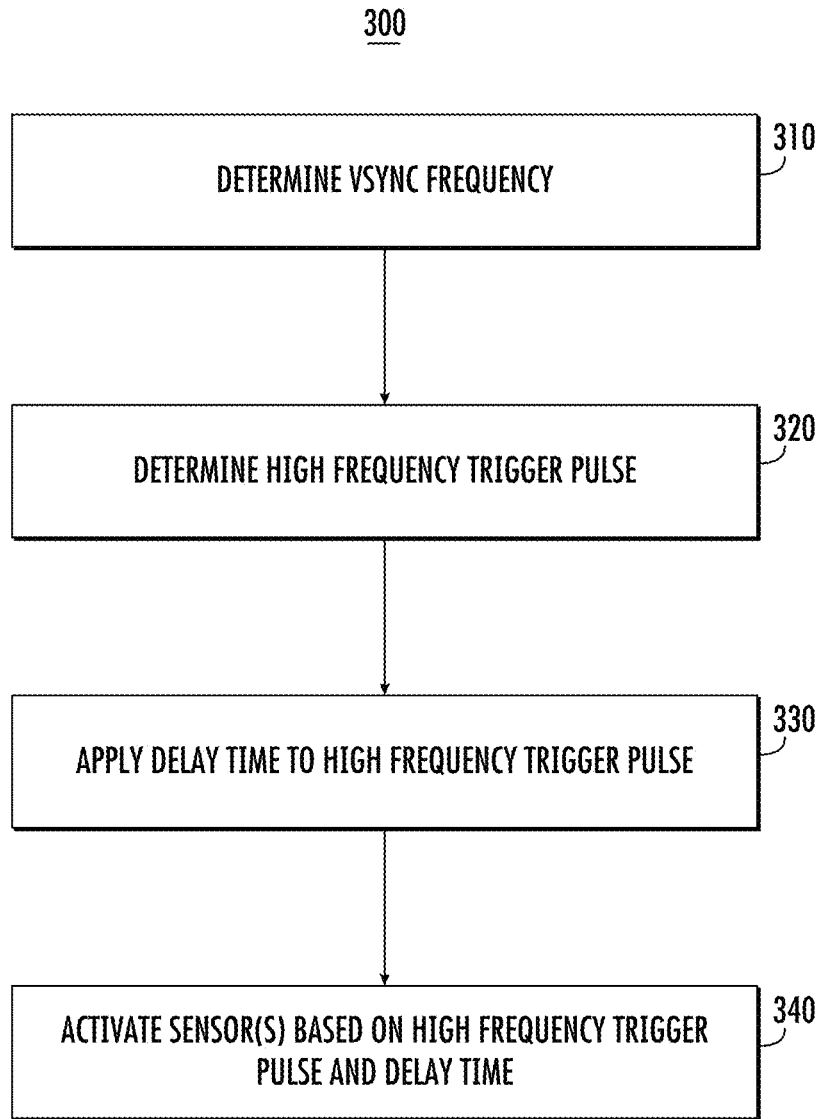 300
310
DETERMINE VSYNC FREQUENCY
320
DETERMINE HIGH FREQUENCY TRIGGER PULSE
330
APPLY DELAY TIME TO HIGH FREQUENCY TRIGGER PULSE
340
ACTIVATE SENSOR(S) BASED ON HIGH FREQUENCY TRIGGER
PULSE AND DELAY TIME